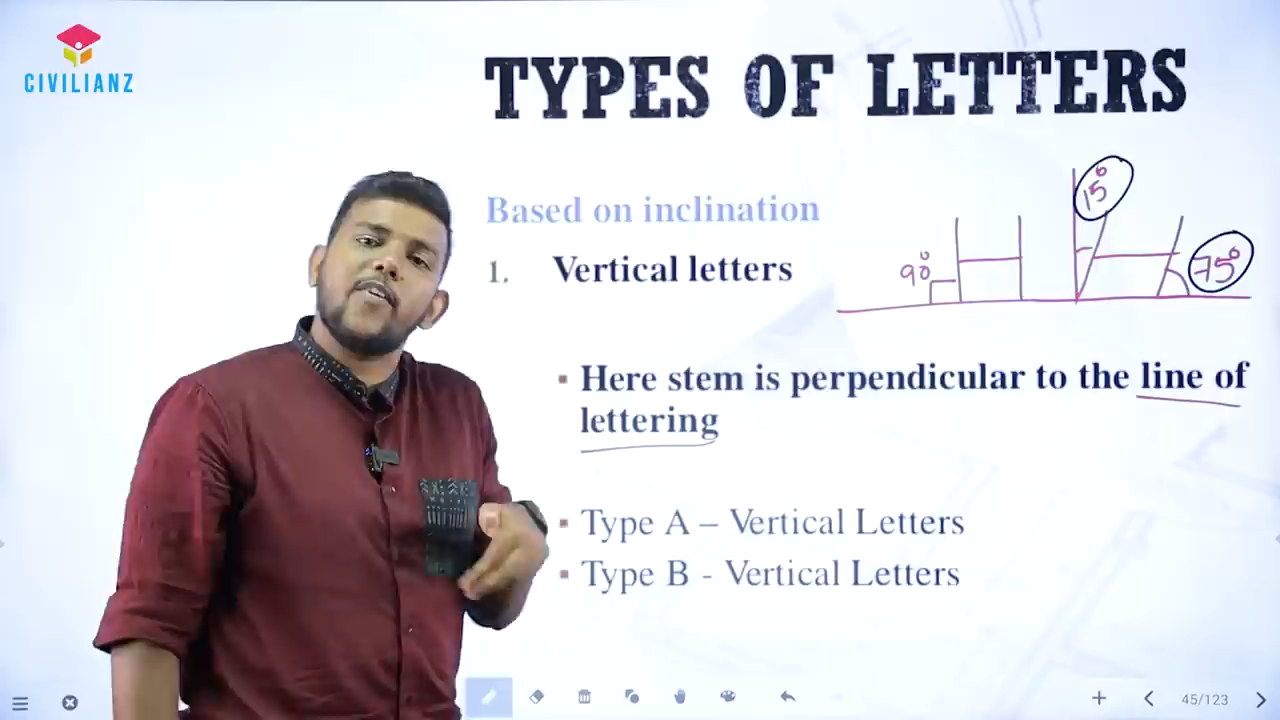 CIVILIANZ
TYPES OF LETTERS
Based on inclination
1. Vertical letters
90°
15°
75°
▪ Here stem is perpendicular to the line of
lettering
▪ Type A – Vertical Letters
▪ Type B - Vertical Letters
45/123